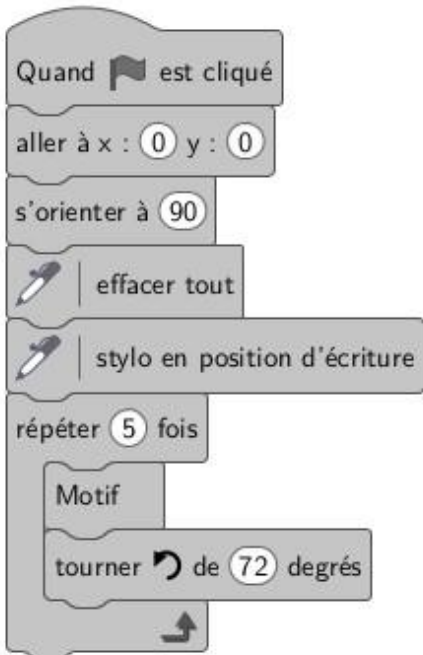 Quand est cliqué
aller à x : 0 y : 0
s'orienter à 90
effacer tout
stylo en position d'écriture
répéter 5 fois
Motif
tourner de 72 degrés